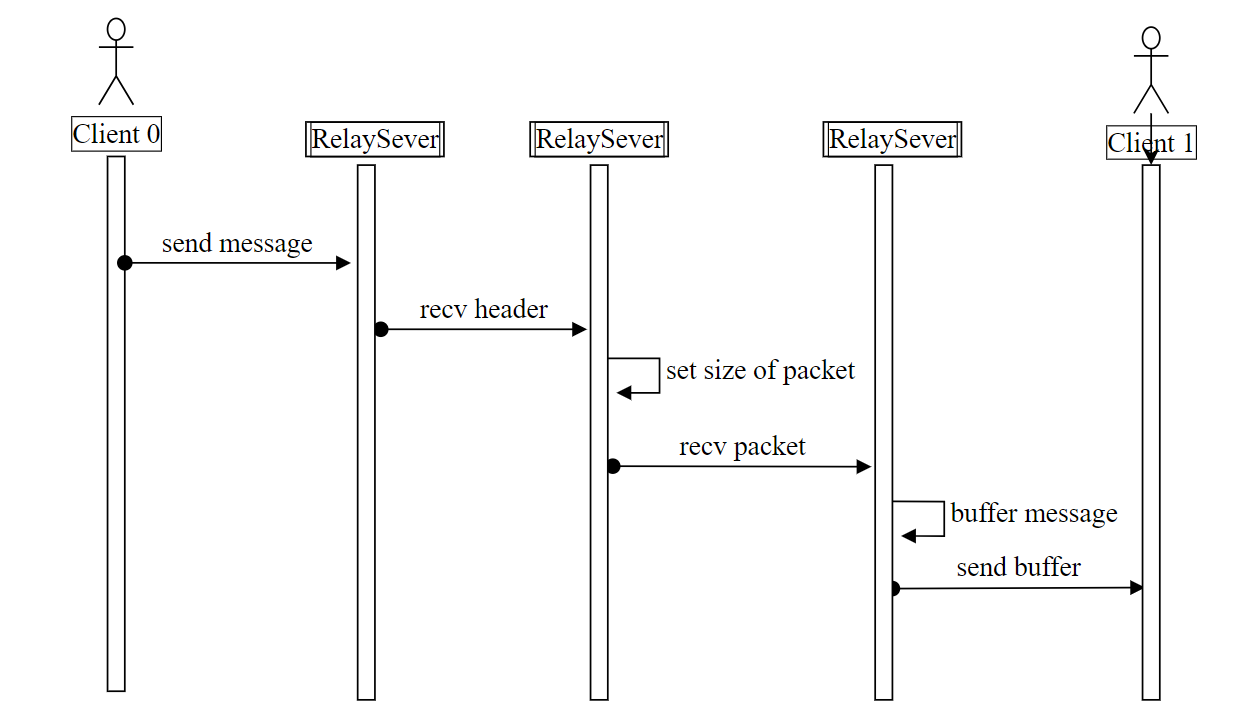 Client 0
RelaySever
RelaySever
RelaySever
Client 1
send message
recv header
set size of packet
recv packet
buffer message
send buffer